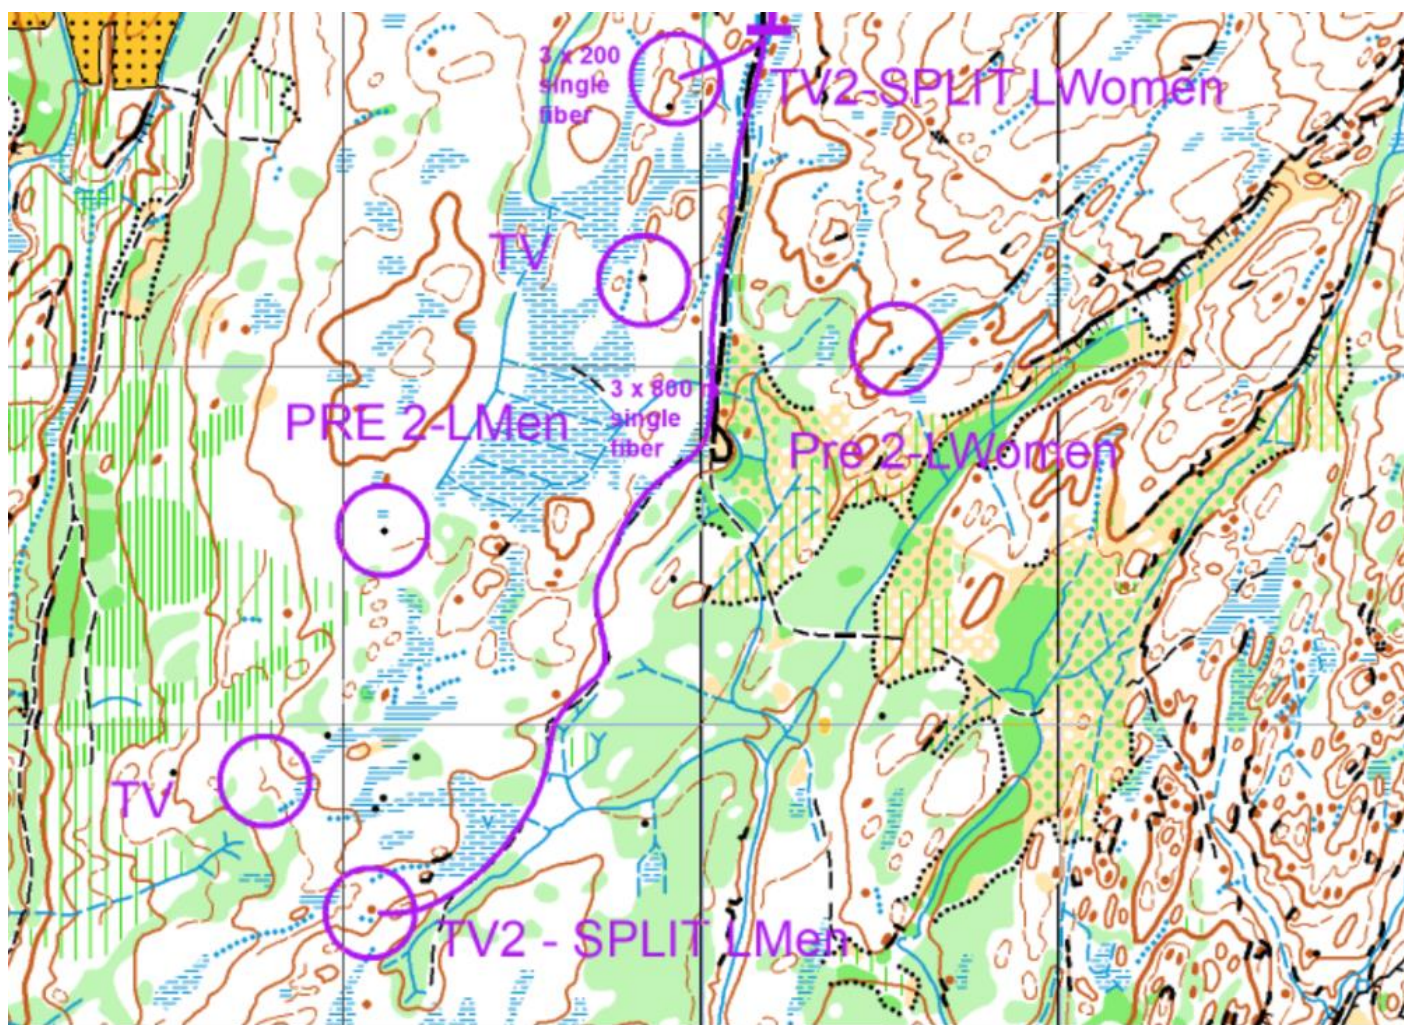 3 x 200
single
fiber
TV2-SPLIT LWomen
TV
3 x 800 m
single
fiber
PRE 2-LMen
Pre 2-LWomen
TV
TV2 - SPLIT LMen